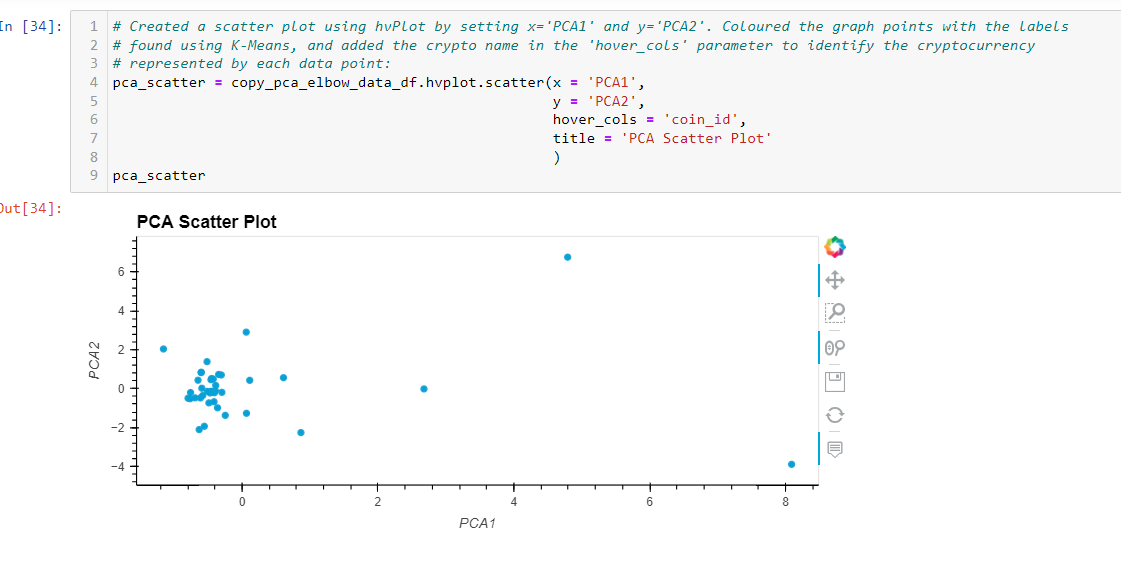 In [34]:
1 # Created a scatter plot using hvPlot by setting x='PCA1' and y='PCA2'. Coloured the graph points with the Labels
2 # found using K-Means, and added the crypto name in the 'hover_cols' parameter to identify the cryptocurrency
3 # represented by each data point:
4 pca_scatter = copy_pca_elbow_data_df.hvplot.scatter(x = 'PCA1',
5 y = 'PCA2',
6 hover_cols = 'coin_id',
7 title = 'PCA Scatter Plot'
8 )
9 pca_scatter
Out[34]:
PCA Scatter Plot
6
4
2
0
−2
−4
PCA2
0 2 4 6 8
PCA1